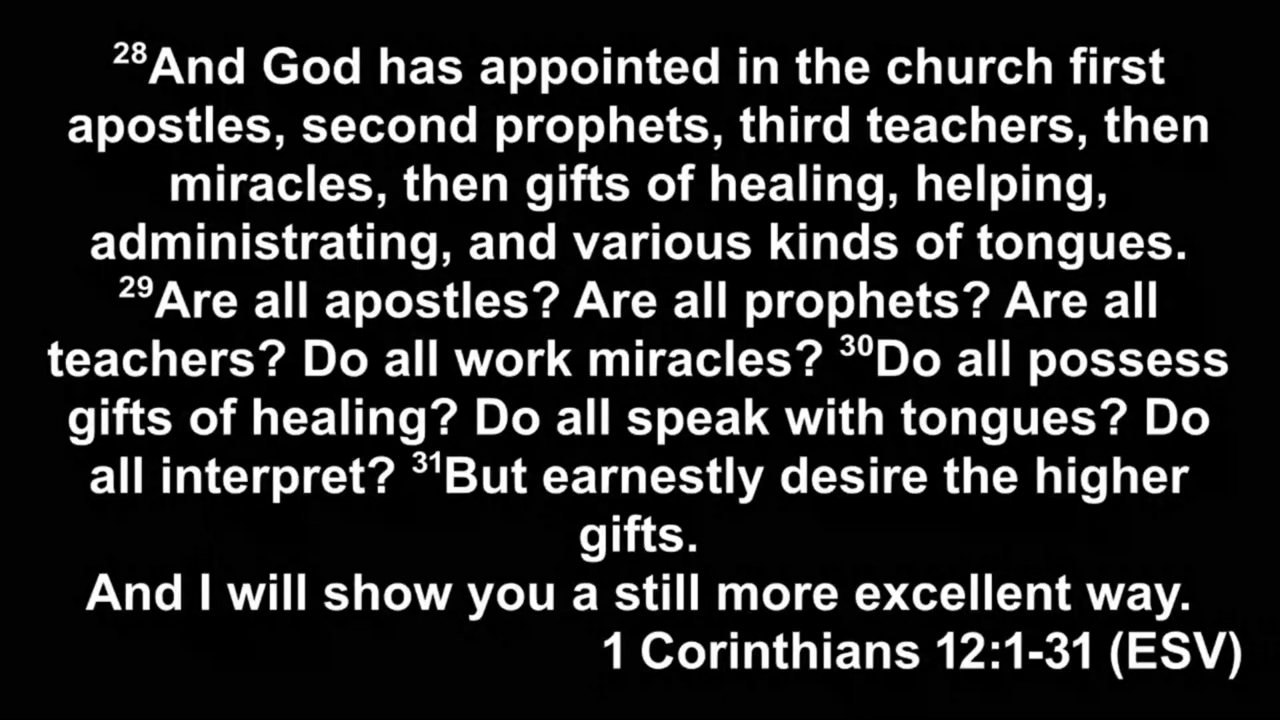 28And God has appointed in the church first
apostles, second prophets, third teachers, then
miracles, then gifts of healing, helping,
administrating, and various kinds of tongues.
29Are all apostles? Are all prophets? Are all
teachers? Do all work miracles? 30Do all possess
gifts of healing? Do all speak with tongues? Do
all interpret? 31But earnestly desire the higher
gifts.
And I will show you a still more excellent way.
1 Corinthians 12:1-31 (ESV)